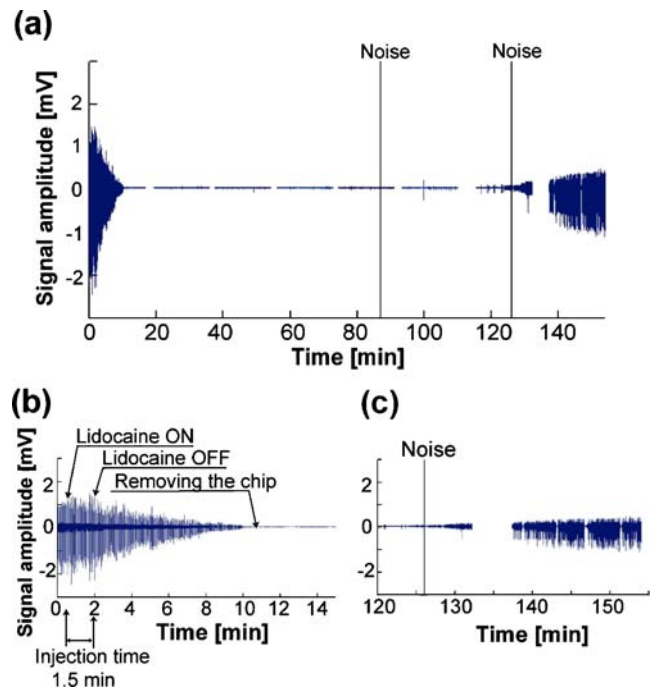 (a)
Noise
Noise
Signal amplitude [mV]
2
1
0
-1
-2
0 20 40 60 80 100 120 140
Time [min]
(b)
Lidocaine ON
Lidocaine OFF
Removing the chip
Signal amplitude [mV]
2
0
-3
0 2 4 6 8 10 12 14
Time [min]
Injection time
1.5 min
(c)
Noise
2
0
-3
120 130 140 150
Time [min]